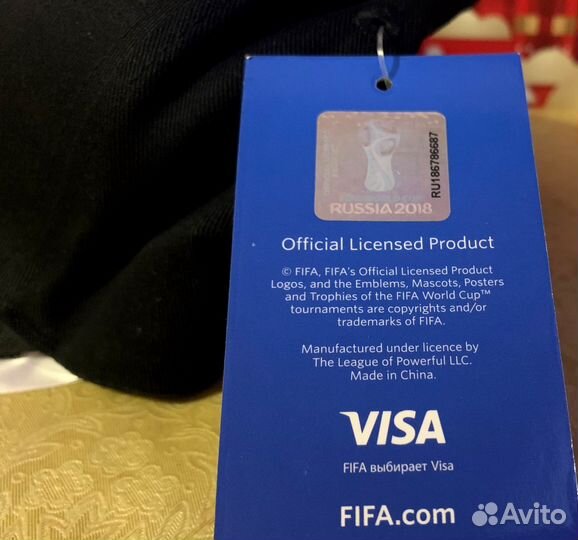 RU186786687
RUSSIA 2018
Official Licensed Product
© FIFA, FIFA's Official Licensed Product
Logos, and the Emblems, Mascots, Posters
and Trophies of the FIFA World Cup™
tournaments are copyrights and/or
trademarks of FIFA.
Manufactured under licence by
The League of Powerful LLC.
Made in China.
VISA
FIFA выбирает Visa
FIFA.com
Avito